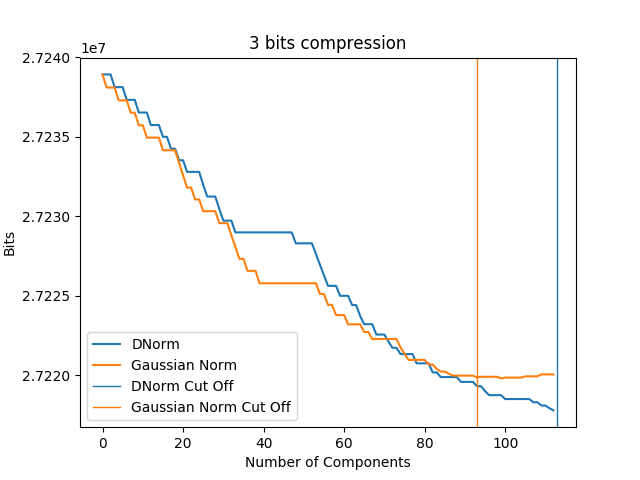 3 bits compression
1e7
2.7240
2.7235
2.7230
2.7225
2.7220
Bits
DNorm
Gaussian Norm
DNorm Cut Off
Gaussian Norm Cut Off
0 20 40 60 80 100
Number of Components